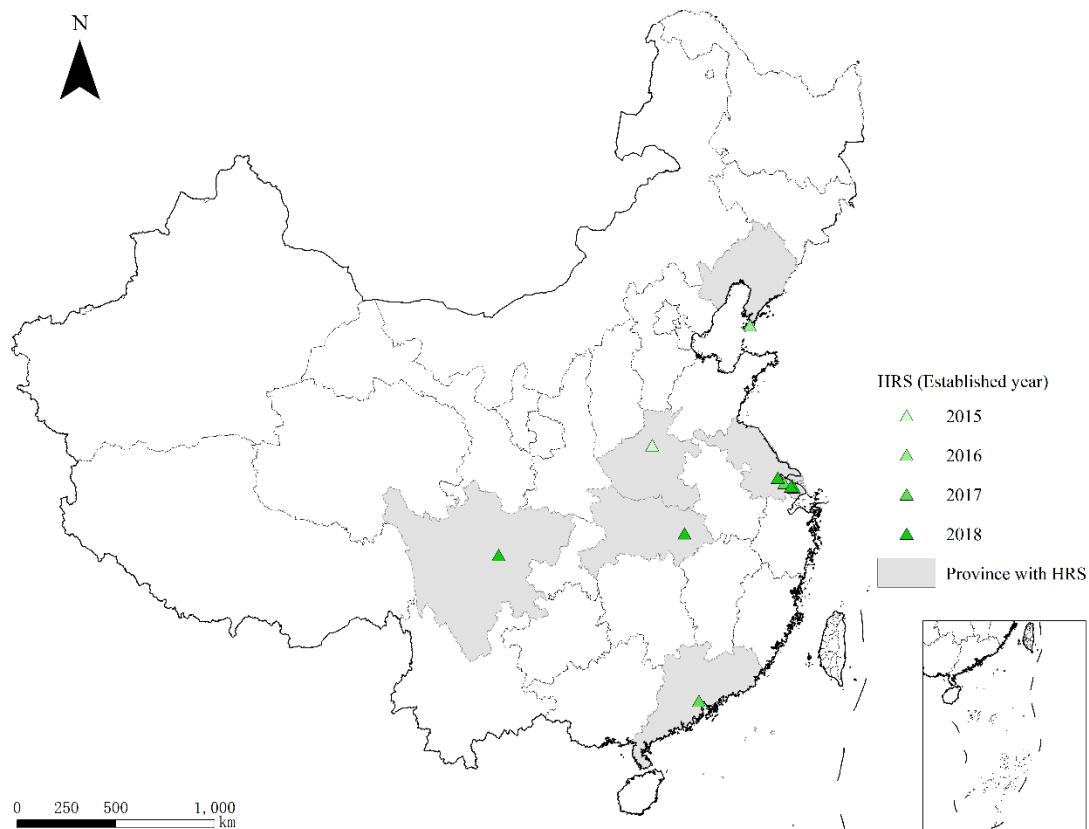 N
HRS (Established year)
2015
2016
2017
2018
Province with HRS
0 250 500 1,000
km